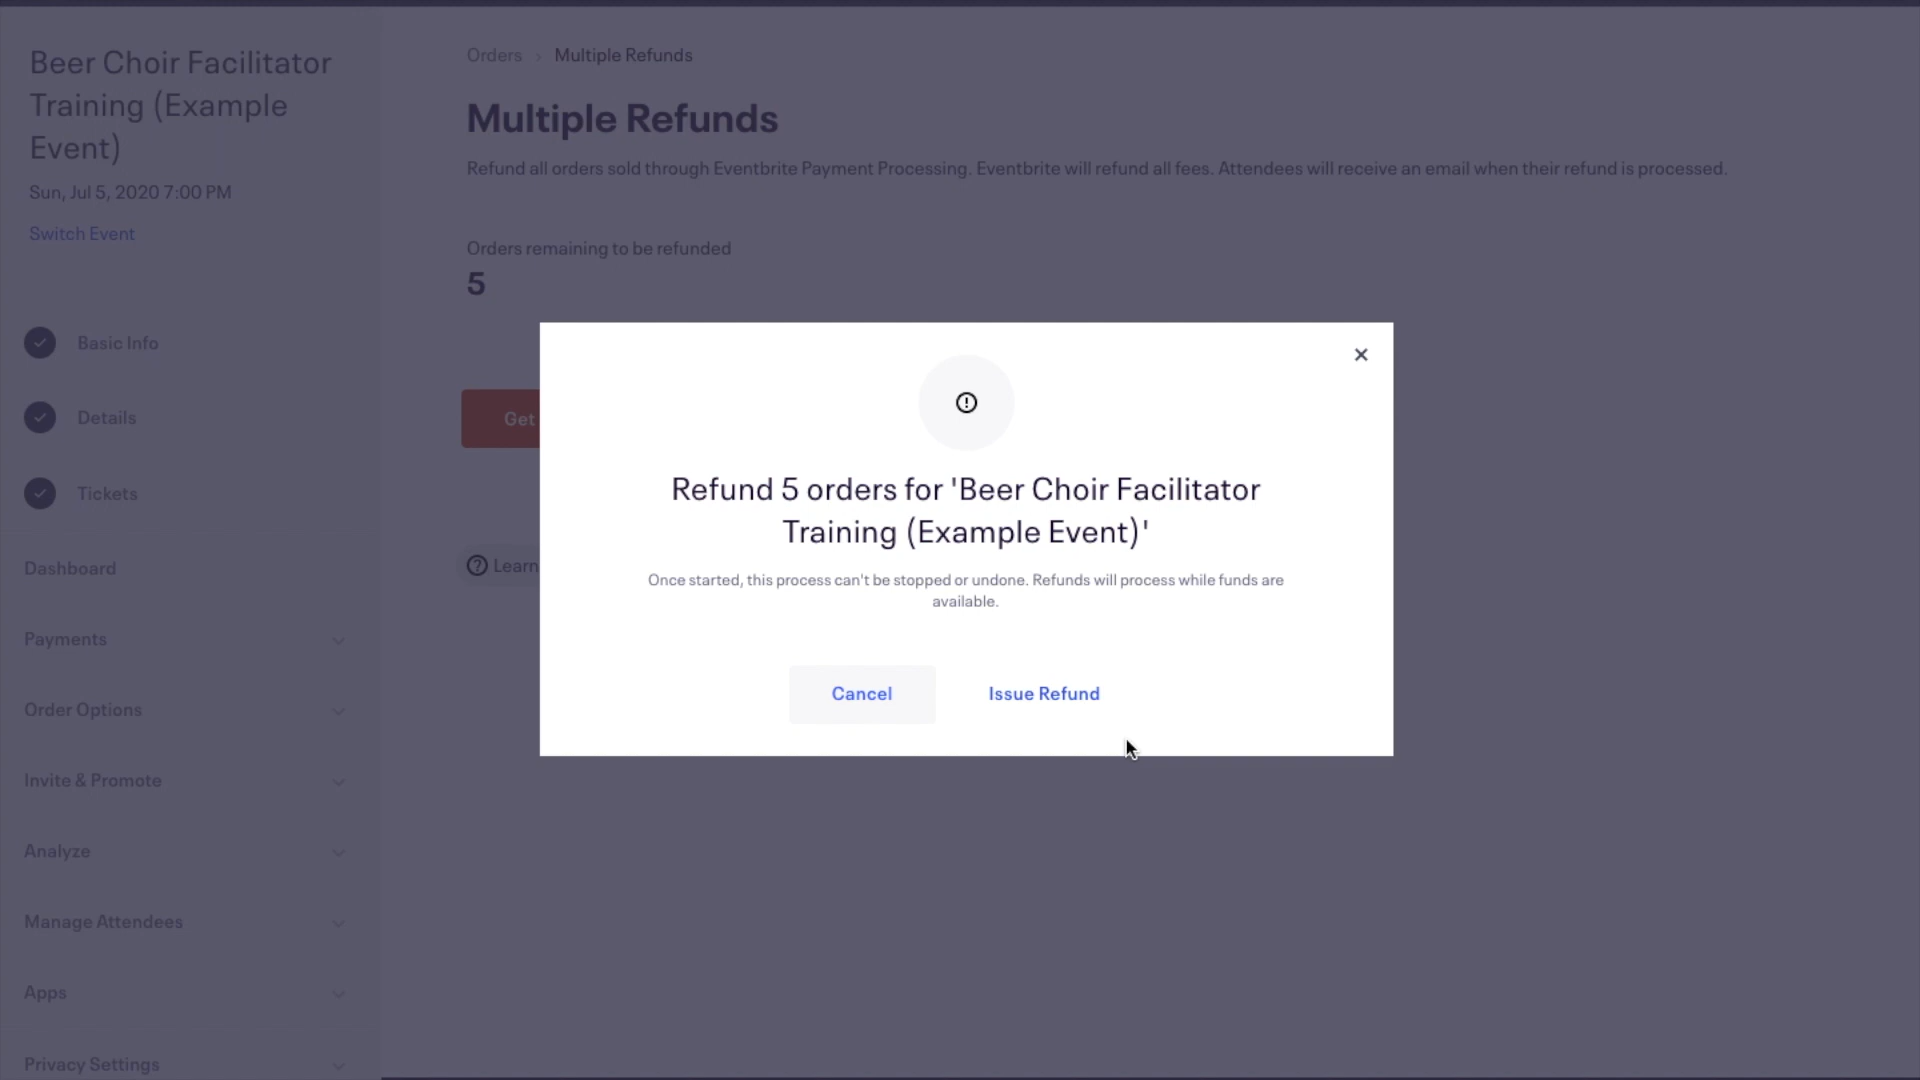 Beer Choir Facilitator
Training (Example
Event)
Sun, Jul 5, 2020 7:00 PM
Switch Event
Basic Info
Details
Tickets
Dashboard
Payments
Order Options
Invite & Promote
Analyze
Manage Attendees
Apps
Privacy Settings
Orders › Multiple Refunds
Multiple Refunds
Refund all orders sold through Eventbrite Payment Processing. Eventbrite will refund all fees. Attendees will receive an email when their refund is processed.
Orders remaining to be refunded
5
Get
Learn
Refund 5 orders for 'Beer Choir Facilitator
Training (Example Event)'
Once started, this process can't be stopped or undone. Refunds will process while funds are
available.
Cancel
Issue Refund